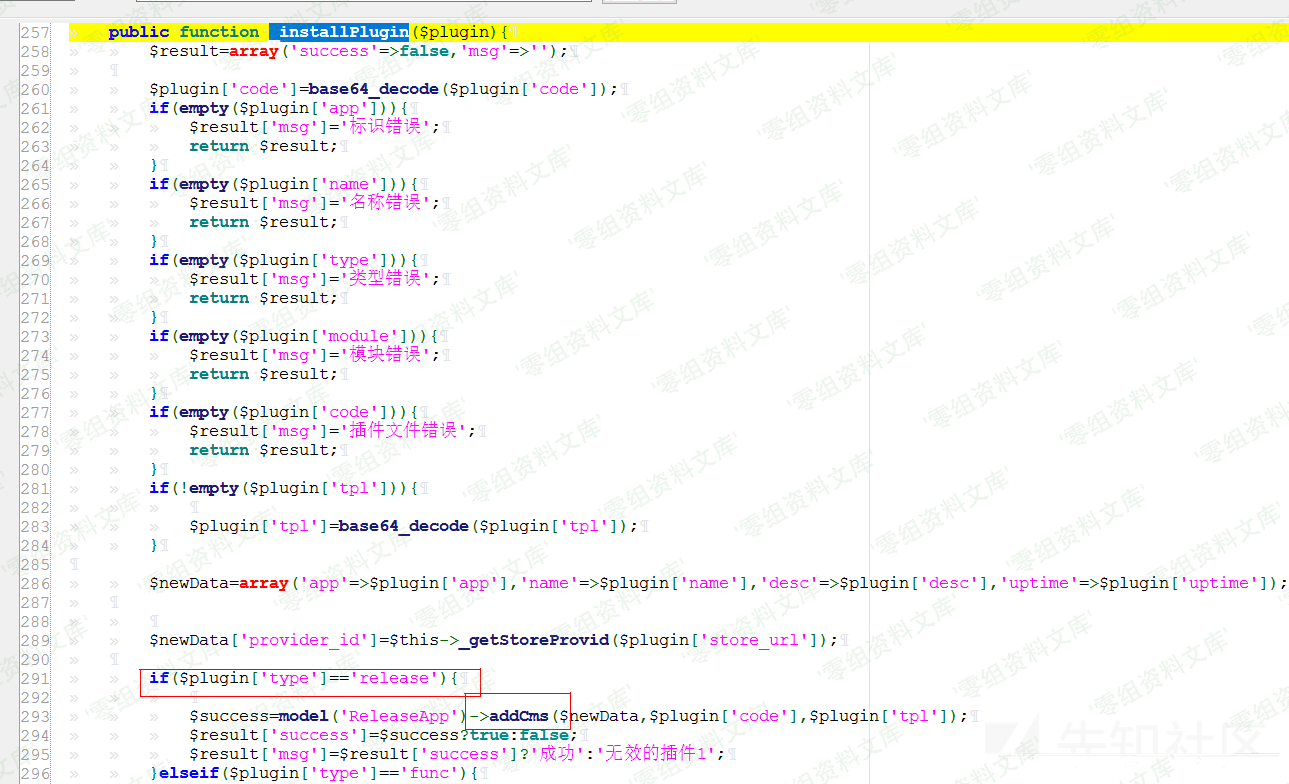 257 public function _installPlugin($plugin){
258 $result=array('success'=>false,'msg'=>'');
259
260 $plugin['code']=base64_decode($plugin['code']);
261 if(empty($plugin['app'])){
262 $result['msg']='标识错误';
263 return $result;
264 }
265 if(empty($plugin['name'])){
266 $result['msg']='名称错误';
267 return $result;
268 }
269 if(empty($plugin['type'])){
270 $result['msg']='类型错误';
271 return $result;
272 }
273 if(empty($plugin['module'])){
274 $result['msg']='模块错误';
275 return $result;
276 }
277 if(empty($plugin['code'])){
278 $result['msg']='插件文件错误';
279 return $result;
280 }
281 if(!empty($plugin['tpl'])){
282
283 $plugin['tpl']=base64_decode($plugin['tpl']);
284 }
285
286 $newData=array('app'=>$plugin['app'],'name'=>$plugin['name'],'desc'=>$plugin['desc'],'uptime'=>$plugin['uptime']);
287
288
289 $newData['provider_id']=$this->_getStoreProvid($plugin['store_url']);
290
291 if($plugin['type']=='release'){
292
293 $success=model('ReleaseApp')->addCms($newData,$plugin['code'],$plugin['tpl']);
294 $result['success']=$success?true:false;
295 $result['msg']=$result['success']?'成功':'无效的插件1';
296 }elseif($plugin['type']=='func'){
零组资料文库